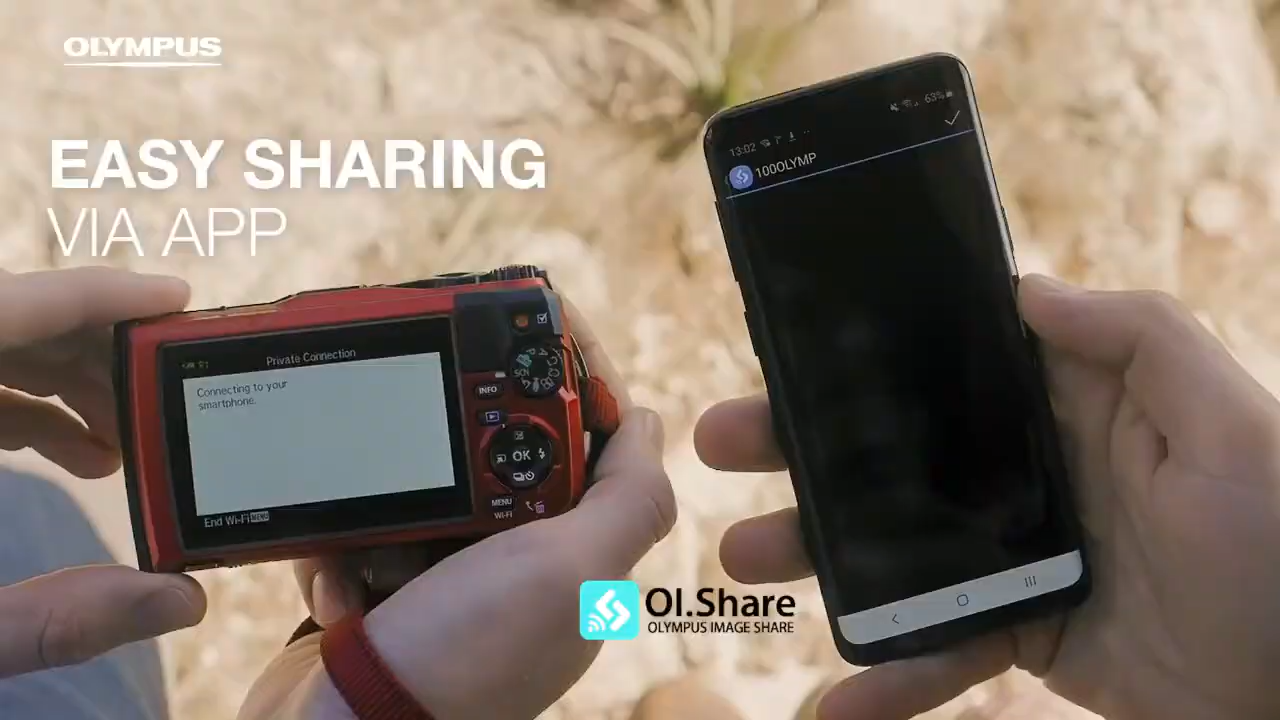 OLYMPUS
EASY SHARING
VIA APP
13:02
63%
100OLYMP
Private Connection
Connecting to your
smartphone.
End Wi-Fi MENU
INFO
OK
MENU
WI-FI
SCN
OI.Share
OLYMPUS IMAGE SHARE